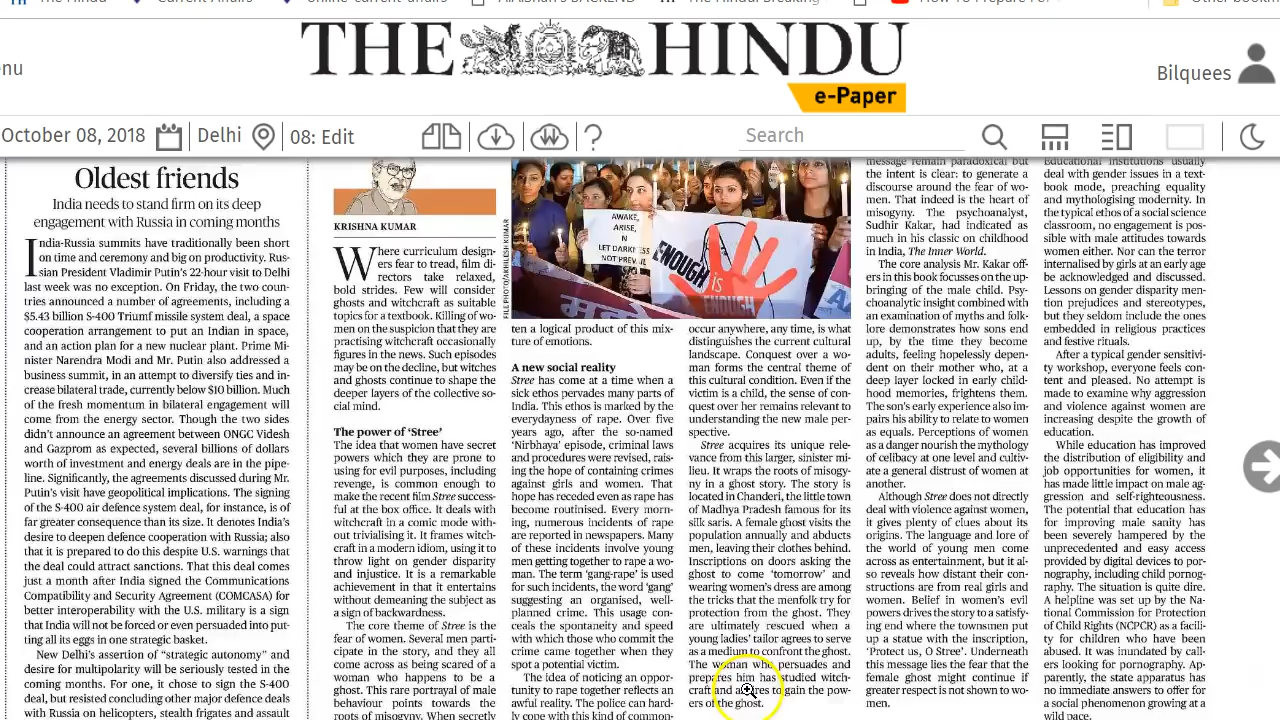 The Hindu
Current Affairs
Online-current-affairs
THE HINDU
e-Paper
enu
Bilquees
October 08, 2018
Delhi
08: Edit
?
Search
Oldest friends
India needs to stand firm on its deep
engagement with Russia in coming months
India-Russia summits have traditionally been short
on time and ceremony and big on productivity. Rus-
sian President Vladimir Putin's 22-hour visit to Delhi
last week was no exception. On Friday, the two coun-
tries announced a number of agreements, including a
$5.43 billion S-400 Triumf missile system deal, a space
cooperation arrangement to put an Indian in space,
and an action plan for a new nuclear plant. Prime Mi-
nister Narendra Modi and Mr. Putin also addressed a
business summit, in an attempt to diversify ties and in-
crease bilateral trade, currently below $10 billion. Much
of the fresh momentum in bilateral engagement will
come from the energy sector. Though the two sides
didn't announce an agreement between ONGC Videsh
and Gazprom as expected, several billions of dollars
worth of investment and energy deals are in the pipe-
line. Significantly, the agreements discussed during Mr.
Putin's visit have geopolitical implications. The signing
of the S-400 air defence system deal, for instance, is of
far greater consequence than its size. It denotes India's
desire to deepen defence cooperation with Russia; also
that it is prepared to do this despite U.S. warnings that
the deal could attract sanctions. That this deal comes
just a month after India signed the Communications
Compatibility and Security Agreement (COMCASA) for
better interoperability with the U.S. military is a sign
that India will not be forced or even persuaded into put-
ting all its eggs in one strategic basket.
New Delhi's assertion of "strategic autonomy" and
desire for multipolarity will be seriously tested in the
coming months. For one, it chose to sign the S-400
deal, but resisted concluding other major defence deals
with Russia on helicopters, stealth frigates and assault
KRISHNA KUMAR
Where curriculum design-
ers fear to tread, film di-
rectors take relaxed,
bold strides. Few will consider
ghosts and witchcraft as suitable
topics for a textbook. Killing of wo-
men on the suspicion that they are
practising witchcraft occasionally
figures in the news. Such episodes
may be on the decline, but witches
and ghosts continue to shape the
deeper layers of the collective so-
cial mind.
The power of 'Stree'
The idea that women have secret
powers which they are prone to
using for evil purposes, including
revenge, is common enough to
make the recent film Stree success-
ful at the box office. It deals with
witchcraft in a comic mode with-
out trivialising it. It frames witch-
craft in a modern idiom, using it to
throw light on gender disparity
and injustice. It is a remarkable
achievement in that it entertains
without demeaning the subject as
a sign of backwardness.
The core theme of Stree is the
fear of women. Several men parti-
cipate in the story, and they all
come across as being scared of a
woman who happens to be a
ghost. This rare portrayal of male
behaviour points towards the
roots of misogyny. When secretly
FILE PHOTO/AKHILESH KUMAR
AWAKE,
ARISE,
N
LET DARKNESS
NOT PREVAIL
ENOUGH
is
ENOUGH
ten a logical product of this mix-
ture of emotions.
A new social reality
Stree has come at a time when a
sick ethos pervades many parts of
India. This ethos is marked by the
everydayness of rape. Over five
years ago, after the so-named
'Nirbhaya' episode, criminal laws
and procedures were revised, rais-
ing the hope of containing crimes
against girls and women. That
hope has receded even as rape has
become routinised. Every morn-
ing, numerous incidents of rape
are reported in newspapers. Many
of these incidents involve young
men getting together to rape a wo-
man. The term 'gang-rape' is used
for such incidents, the word 'gang'
suggesting an organised, well-
planned crime. This usage con-
ceals the spontaneity and speed
with which those who commit the
crime came together when they
spot a potential victim.
The idea of noticing an oppor-
tunity to rape together reflects an
awful reality. The police can hard-
ly cope with this kind of common-
occur anywhere, any time, is what
distinguishes the current cultural
landscape. Conquest over a wo-
man forms the central theme of
this cultural condition. Even if the
victim is a child, the sense of con-
quest over her remains relevant to
understanding the new male per-
spective.
Stree acquires its unique rele-
vance from this larger, sinister mi-
lieu. It wraps the roots of misogy-
ny in a ghost story. The story is
located in Chanderi, the little town
of Madhya Pradesh famous for its
silk saris. A female ghost visits the
population annually and abducts
men, leaving their clothes behind.
Inscriptions on doors asking the
ghost to come 'tomorrow' and
wearing women's dress are among
the tricks that the menfolk try for
protection from the ghost. They
are ultimately rescued when a
young ladies' tailor agrees to serve
as a medium to confront the ghost.
The woman who persuades and
prepares him has studied witch-
craft and aspires to gain the pow-
ers of the ghost.
message remain paradoxical but
the intent is clear: to generate a
discourse around the fear of wo-
men. That indeed is the heart of
misogyny. The psychoanalyst,
Sudhir Kakar, had indicated as
much in his classic on childhood
in India, The Inner World.
The core analysis Mr. Kakar off-
ers in this book focusses on the up-
bringing of the male child. Psy-
choanalytic insight combined with
an examination of myths and folk-
lore demonstrates how sons end
up, by the time they become
adults, feeling hopelessly depen-
dent on their mother who, at a
deep layer locked in early child-
hood memories, frightens them.
The son's early experience also im-
pairs his ability to relate to women
as equals. Perceptions of women
as a danger nourish the mythology
of celibacy at one level and cultiv-
ate a general distrust of women at
another.
Although Stree does not directly
deal with violence against women,
it gives plenty of clues about its
origins. The language and lore of
the world of young men come
across as entertainment, but it al-
so reveals how distant their con-
structions are from real girls and
women. Belief in women's evil
powers drives the story to a satisfy-
ing end where the townsmen put
up a statue with the inscription,
'Protect us, O Stree'. Underneath
this message lies the fear that the
female ghost might continue if
greater respect is not shown to wo-
men.
Educational institutions usually
deal with gender issues in a text-
book mode, preaching equality
and mythologising modernity. In
the typical ethos of a social science
classroom, no engagement is pos-
sible with male attitudes towards
women either. Nor can the terror
internalised by girls at an early age
be acknowledged and discussed.
Lessons on gender disparity men-
tion prejudices and stereotypes,
but they seldom include the ones
embedded in religious practices
and festive rituals.
After a typical gender sensitivi-
ty workshop, everyone feels con-
tent and pleased. No attempt is
made to examine why aggression
and violence against women are
increasing despite the growth of
education.
While education has improved
the distribution of eligibility and
job opportunities for women, it
has made little impact on male ag-
gression and self-righteousness.
The potential that education has
for improving male sanity has
been severely hampered by the
unprecedented and easy access
provided by digital devices to por-
nography, including child pornog-
raphy. The situation is quite dire.
A helpline was set up by the Na-
tional Commission for Protection
of Child Rights (NCPCR) as a facil-
ity for children who have been
abused. It was inundated by call-
ers looking for pornography. Ap-
parently, the state apparatus has
no immediate answers to offer for
a social phenomenon growing at a
wild pace.